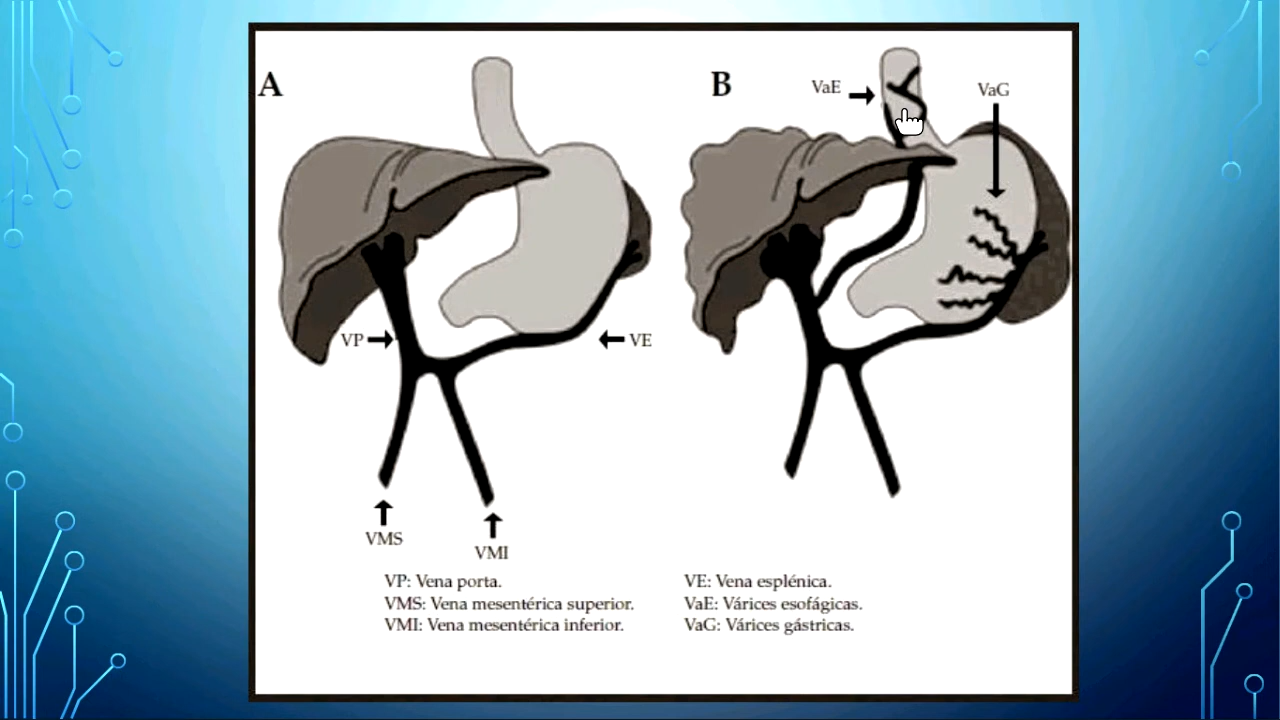 A
B
VaE
VaG
VP
VE
VMS
VMI
VP: Vena porta.
VMS: Vena mesentérica superior.
VMI: Vena mesentérica inferior.
VE: Vena esplénica.
VaE: Várices esofágicas.
VaG: Várices gástricas.